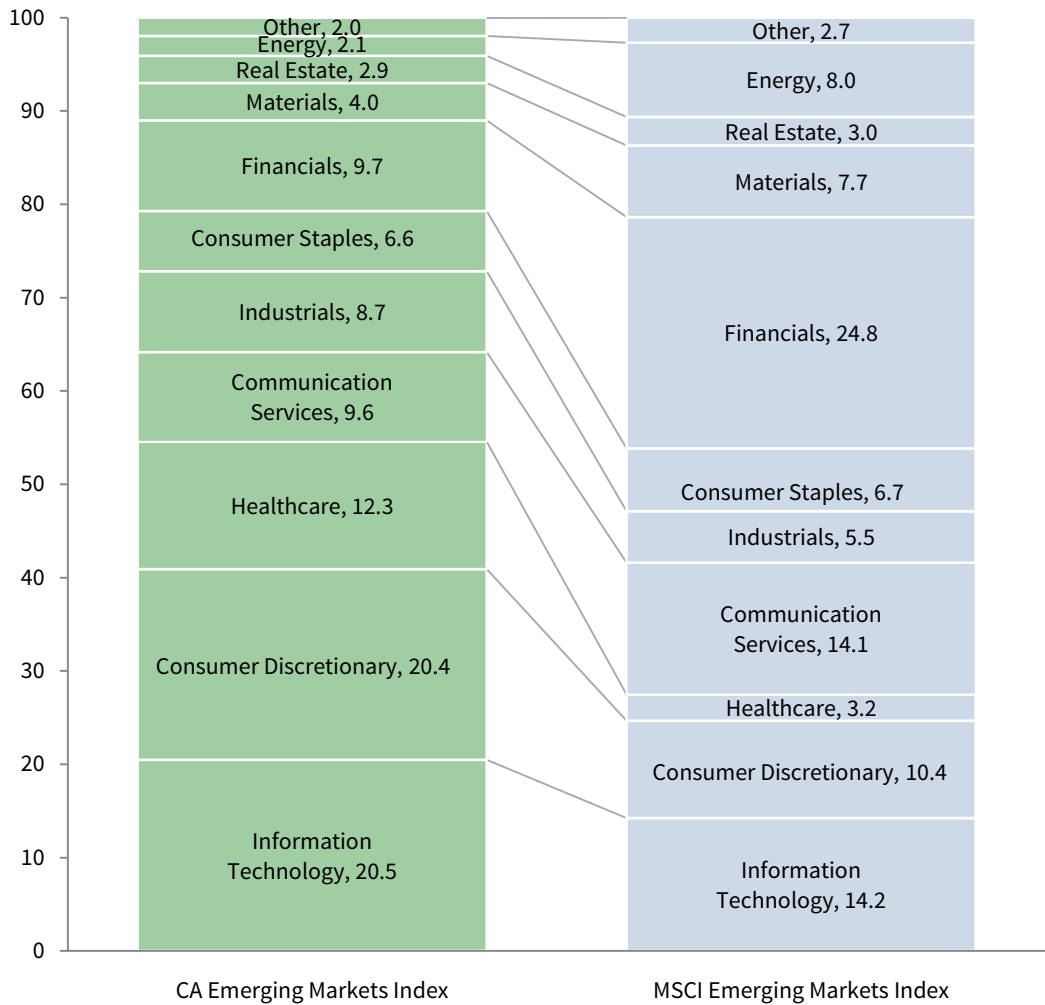 100
90
80
70
60
50
40
30
20
10
0
Other, 2.0
Energy, 2.1
Real Estate, 2.9
Materials, 4.0
Financials, 9.7
Consumer Staples, 6.6
Industrials, 8.7
Communication
Services, 9.6
Healthcare, 12.3
Consumer Discretionary, 20.4
Information
Technology, 20.5
Other, 2.7
Energy, 8.0
Real Estate, 3.0
Materials, 7.7
Financials, 24.8
Consumer Staples, 6.7
Industrials, 5.5
Communication
Services, 14.1
Healthcare, 3.2
Consumer Discretionary, 10.4
Information
Technology, 14.2
CA Emerging Markets Index
MSCI Emerging Markets Index